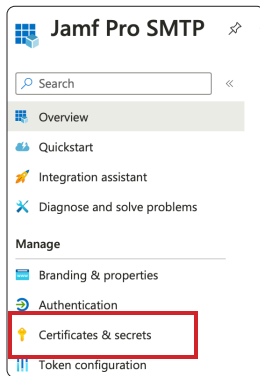 Jamf Pro SMTP
Search
Overview
Quickstart
Integration assistant
Diagnose and solve problems
Manage
Branding & properties
Authentication
Certificates & secrets
Token configuration